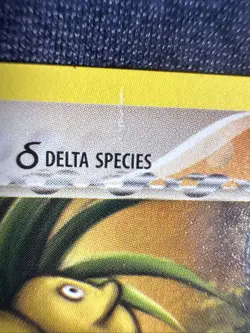 δ DELTA SPECIES